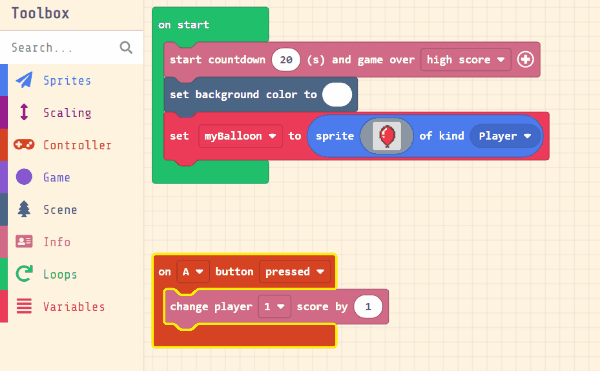 Toolbox
Search...
Sprites
Scaling
Controller
Game
Scene
Info
Loops
Variables
on start
start countdown 20 (s) and game over high score
set background color to
set myBalloon to sprite of kind Player
on A button pressed
change player 1 score by 1